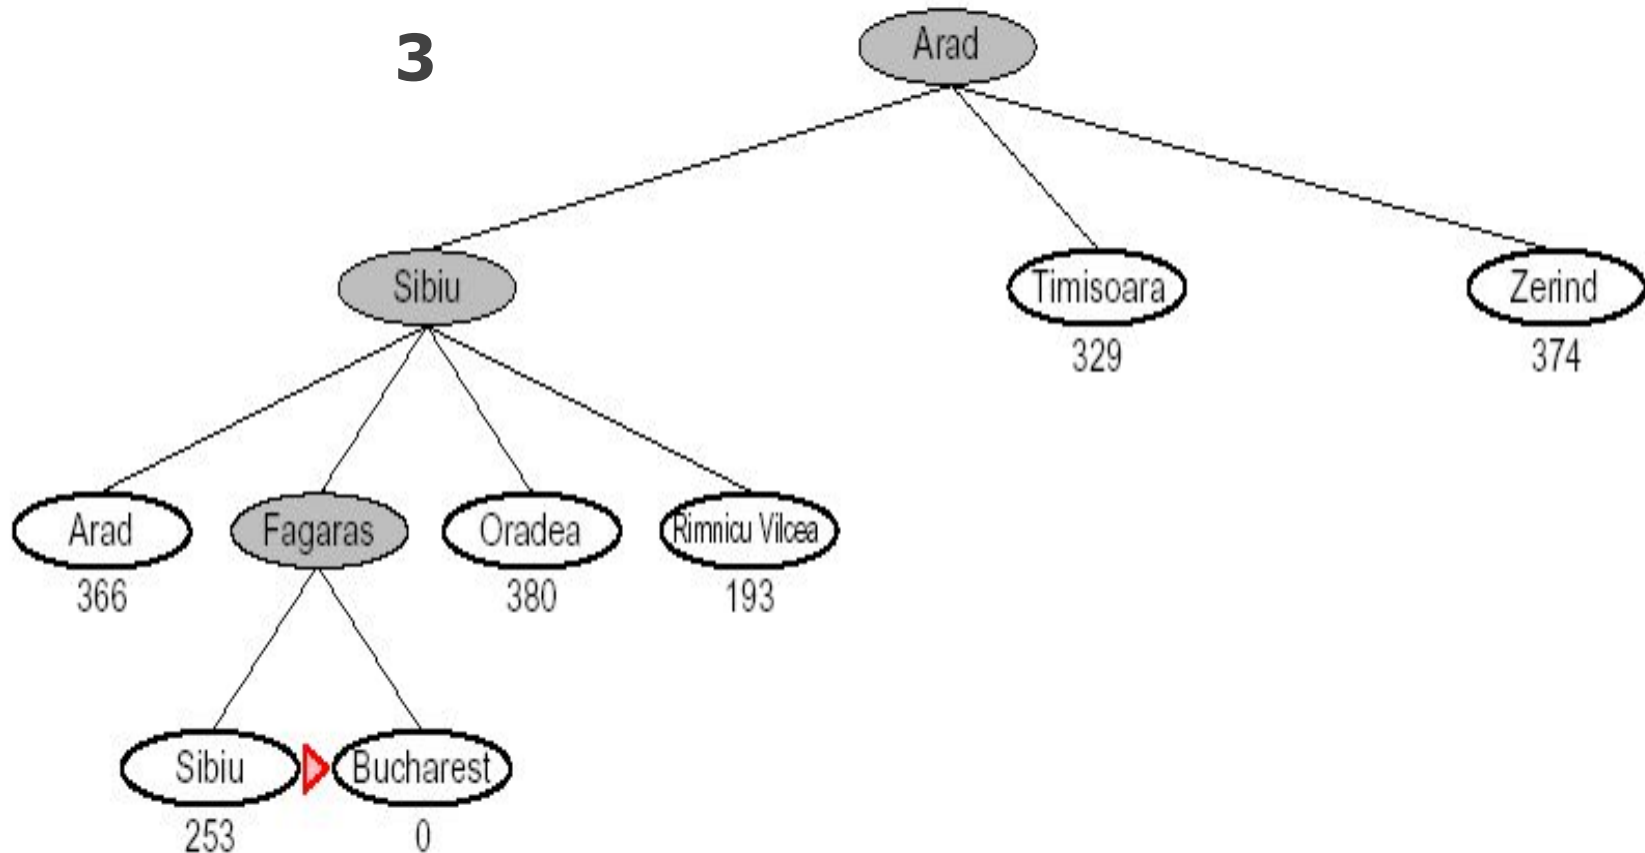 3
Arad
Sibiu
Timisoara
Zerind
329
374
Arad
Fagaras
Oradea
Rimnicu Vilcea
366
380
193
Sibiu
Bucharest
253
0